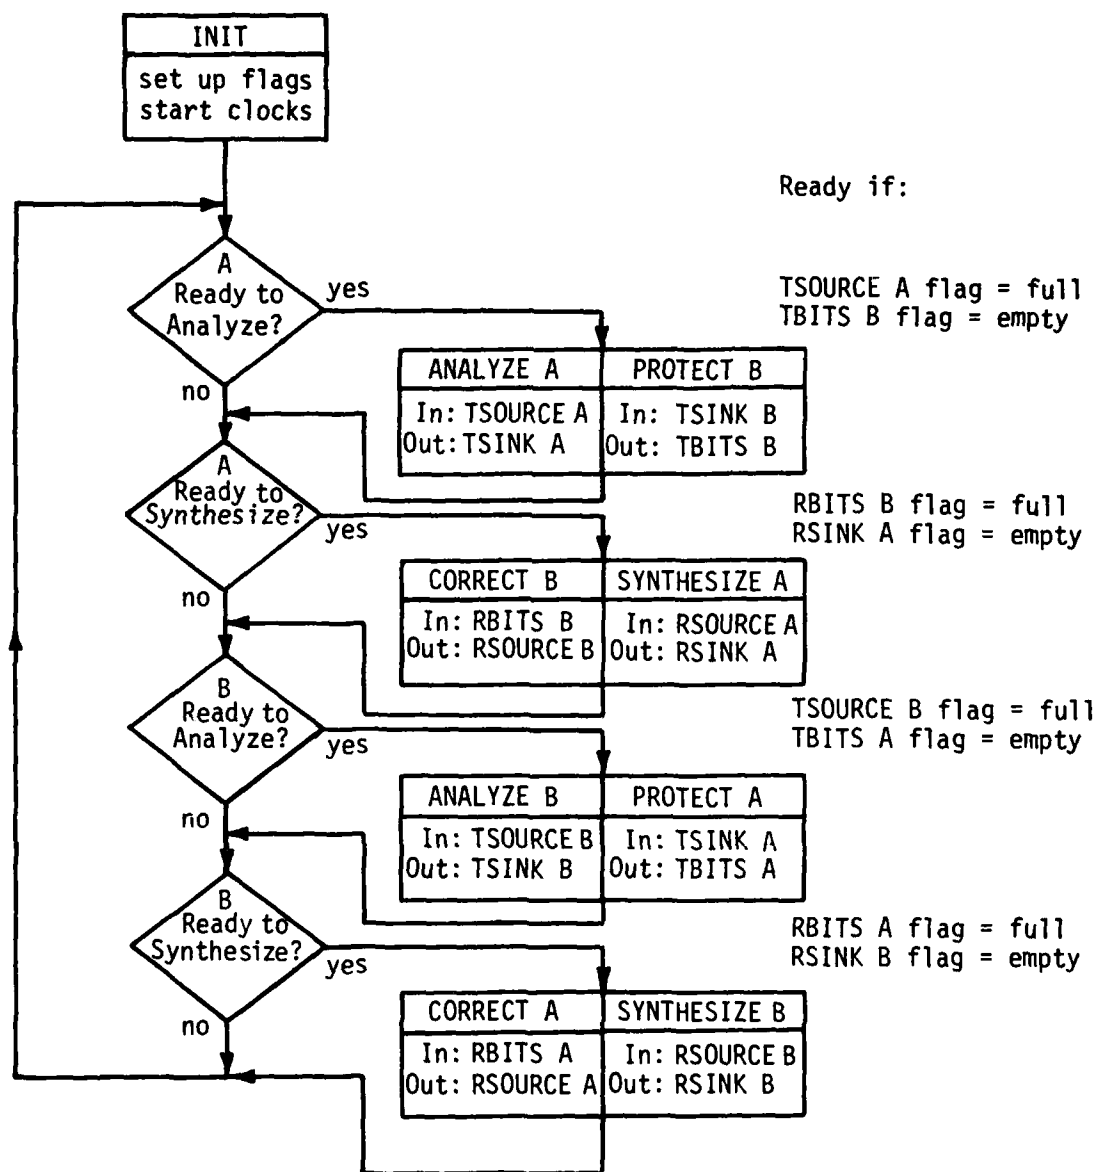 INIT
set up flags
start clocks
Ready if:
A
Ready to
Analyze?
yes
no
TSOURCE A flag = full
TBITS B flag = empty
ANALYZE A
In: TSOURCE A
Out: TSINK A
PROTECT B
In: TSINK B
Out: TBITS B
A
Ready to
Synthesize?
yes
no
RBITS B flag = full
RSINK A flag = empty
CORRECT B
In: RBITS B
Out: RSOURCE B
SYNTHESIZE A
In: RSOURCE A
Out: RSINK A
B
Ready to
Analyze?
yes
no
TSOURCE B flag = full
TBITS A flag = empty
ANALYZE B
In: TSOURCE B
Out: TSINK B
PROTECT A
In: TSINK A
Out: TBITS A
B
Ready to
Synthesize?
yes
no
RBITS A flag = full
RSINK B flag = empty
CORRECT A
In: RBITS A
Out: RSOURCE A
SYNTHESIZE B
In: RSOURCE B
Out: RSINK B